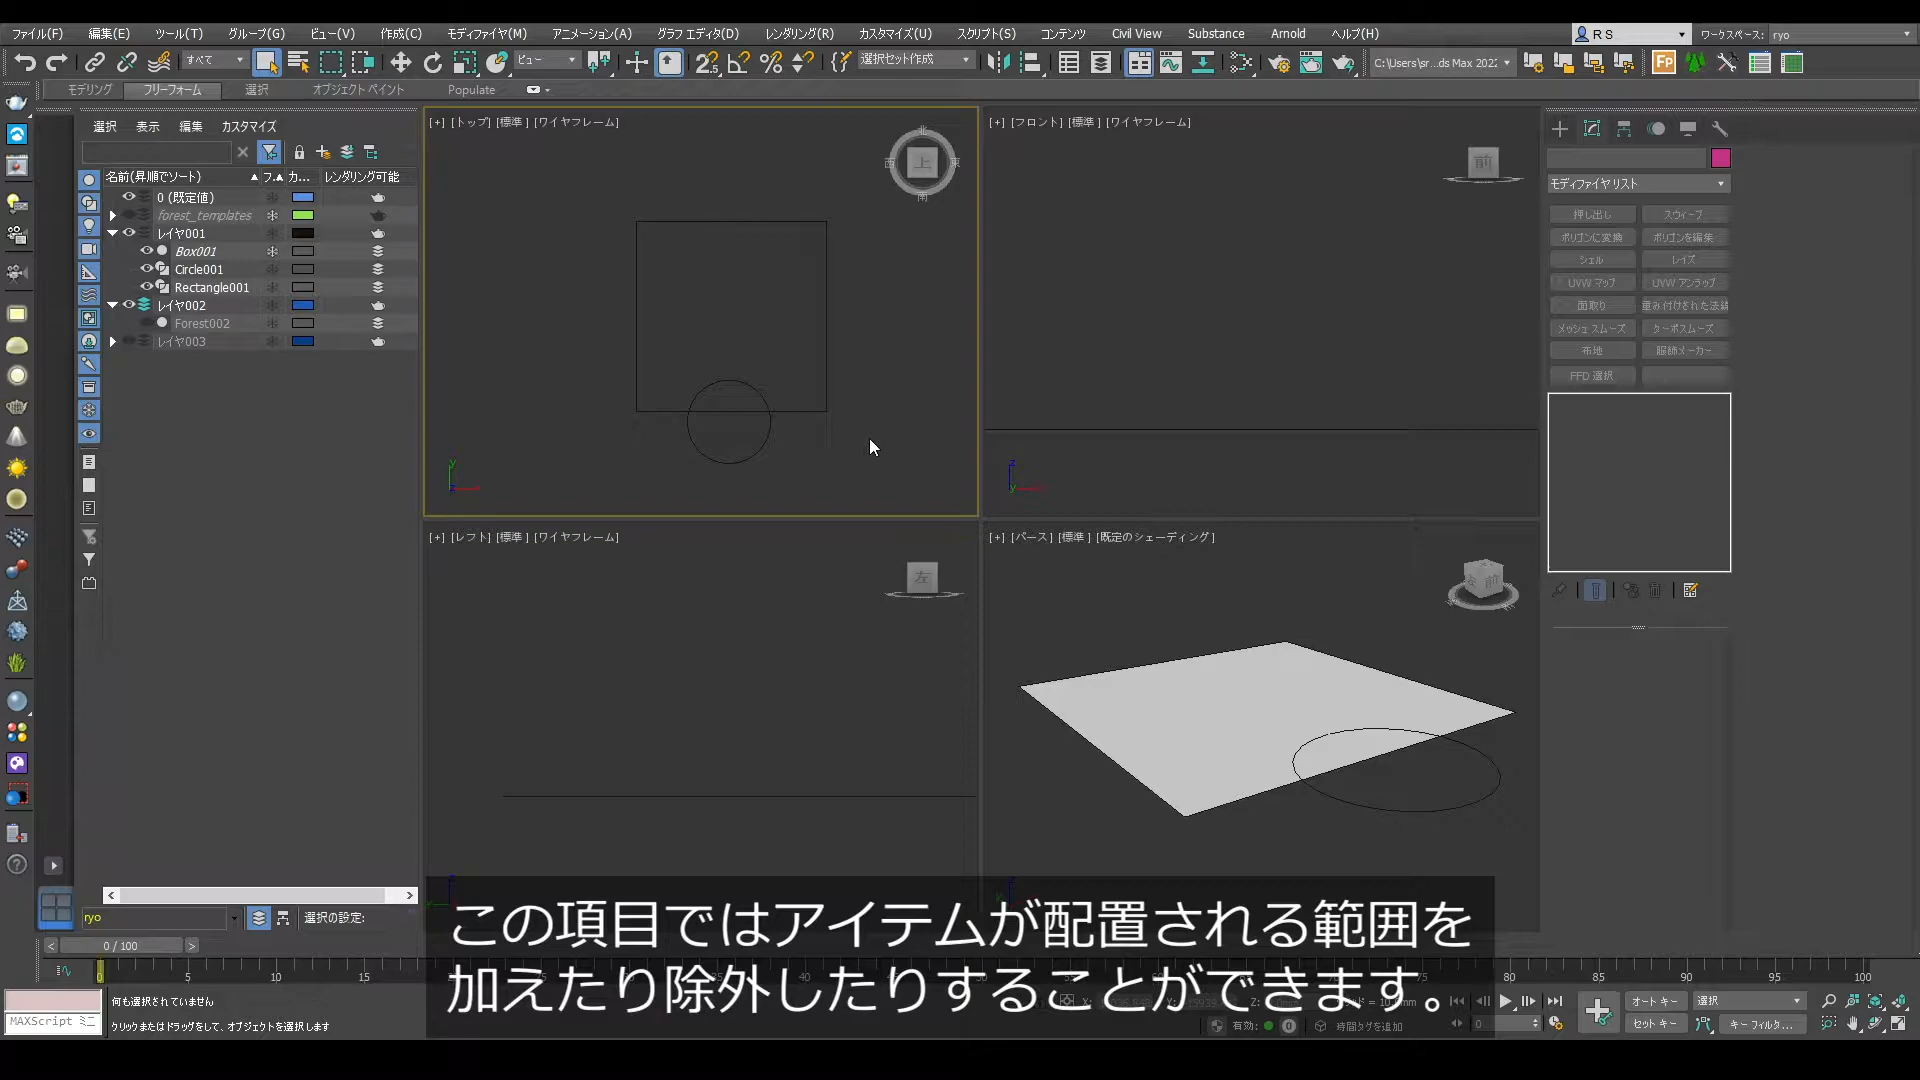 ファイル(F) 編集(E) ツール(T) グループ(G) ビュー(V) 作成(C) モディファイヤ(M) アニメーション(A) グラフ エディタ(D) レンダリング(R) カスタマイズ(U) スクリプト(S) コンテンツ Civil View Substance Arnold ヘルプ(H) R S ワークスペース: ryo
すべて ビュー 選択セット作成 C:\Users\sr...ds Max 2022
モデリング フリーフォーム 選択 オブジェクト ペイント Populate
選択 表示 編集 カスタマイズ
名前(昇順でソート) フ... カ... レンダリング可能
0 (既定値)
forest_templates
レイヤ001
Box001
Circle001
Rectangle001
レイヤ002
Forest002
レイヤ003
[+] [トップ] [標準 ] [ワイヤフレーム]
北
西 上 東
南
[+] [フロント] [標準 ] [ワイヤフレーム]
前
[+] [レフト] [標準 ] [ワイヤフレーム]
左
[+] [パース] [標準 ] [既定のシェーディング]
モディファイヤ リスト
押し出し スウィープ
ポリゴンに変換 ポリゴンを編集
シェル レイズ
UVW マップ UVW アンラップ
面取り 重み付けされた法線
メッシュ スムーズ ターボスムーズ
布地 服飾メーカー
FFD 選択
ryo 選択の設定:
0 / 100
0 5 10 15 80 85 90 95 100
この項目ではアイテムが配置される範囲を
加えたり除外したりすることができます。
何も選択されていません
MAXScript ミニ
クリックまたはドラッグをして、オブジェクトを選択します
有効: 時間タグを追加
0
オート キー 選択
セット キー キー フィルタ...